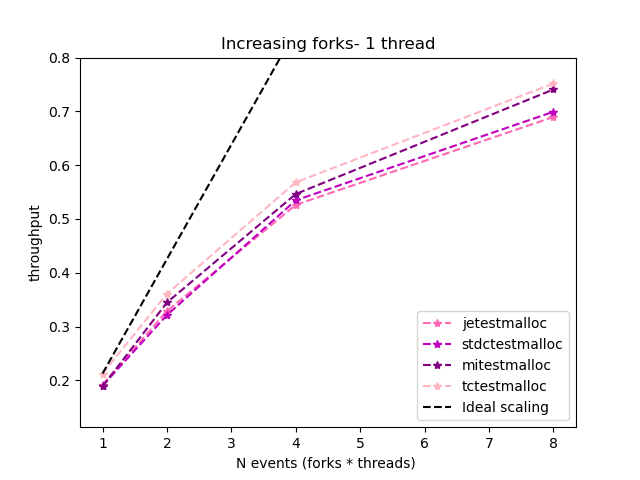 Increasing forks- 1 thread
0.8
0.7
0.6
0.5
0.4
0.3
0.2
throughput
jetestmalloc
stdctestmalloc
mitestmalloc
tctestmalloc
Ideal scaling
1 2 3 4 5 6 7 8
N events (forks * threads)